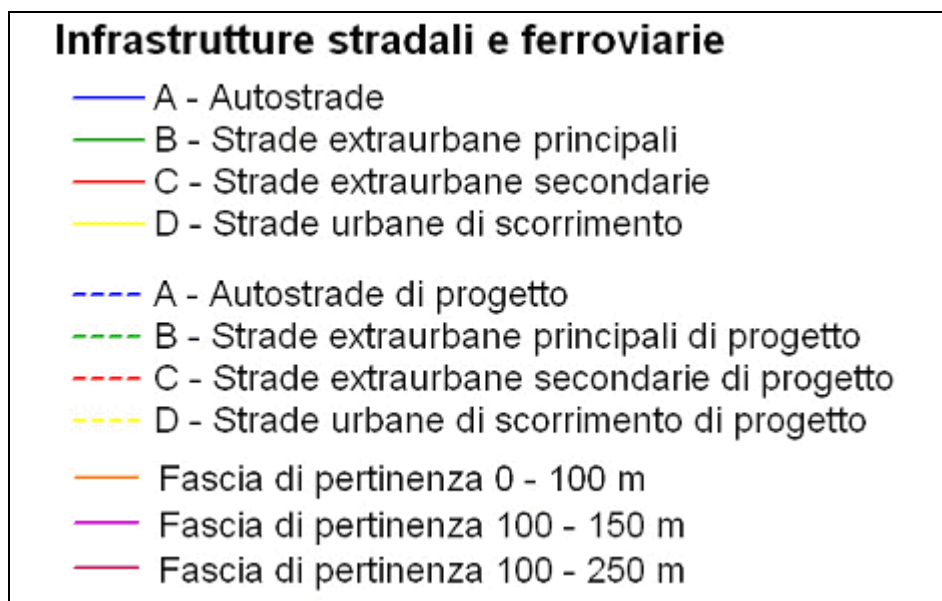 Infrastrutture stradali e ferroviarie
A - Autostrade
B - Strade extraurbane principali
C - Strade extraurbane secondarie
D - Strade urbane di scorrimento
A - Autostrade di progetto
B - Strade extraurbane principali di progetto
C - Strade extraurbane secondarie di progetto
D - Strade urbane di scorrimento di progetto
Fascia di pertinenza 0 - 100 m
Fascia di pertinenza 100 - 150 m
Fascia di pertinenza 100 - 250 m